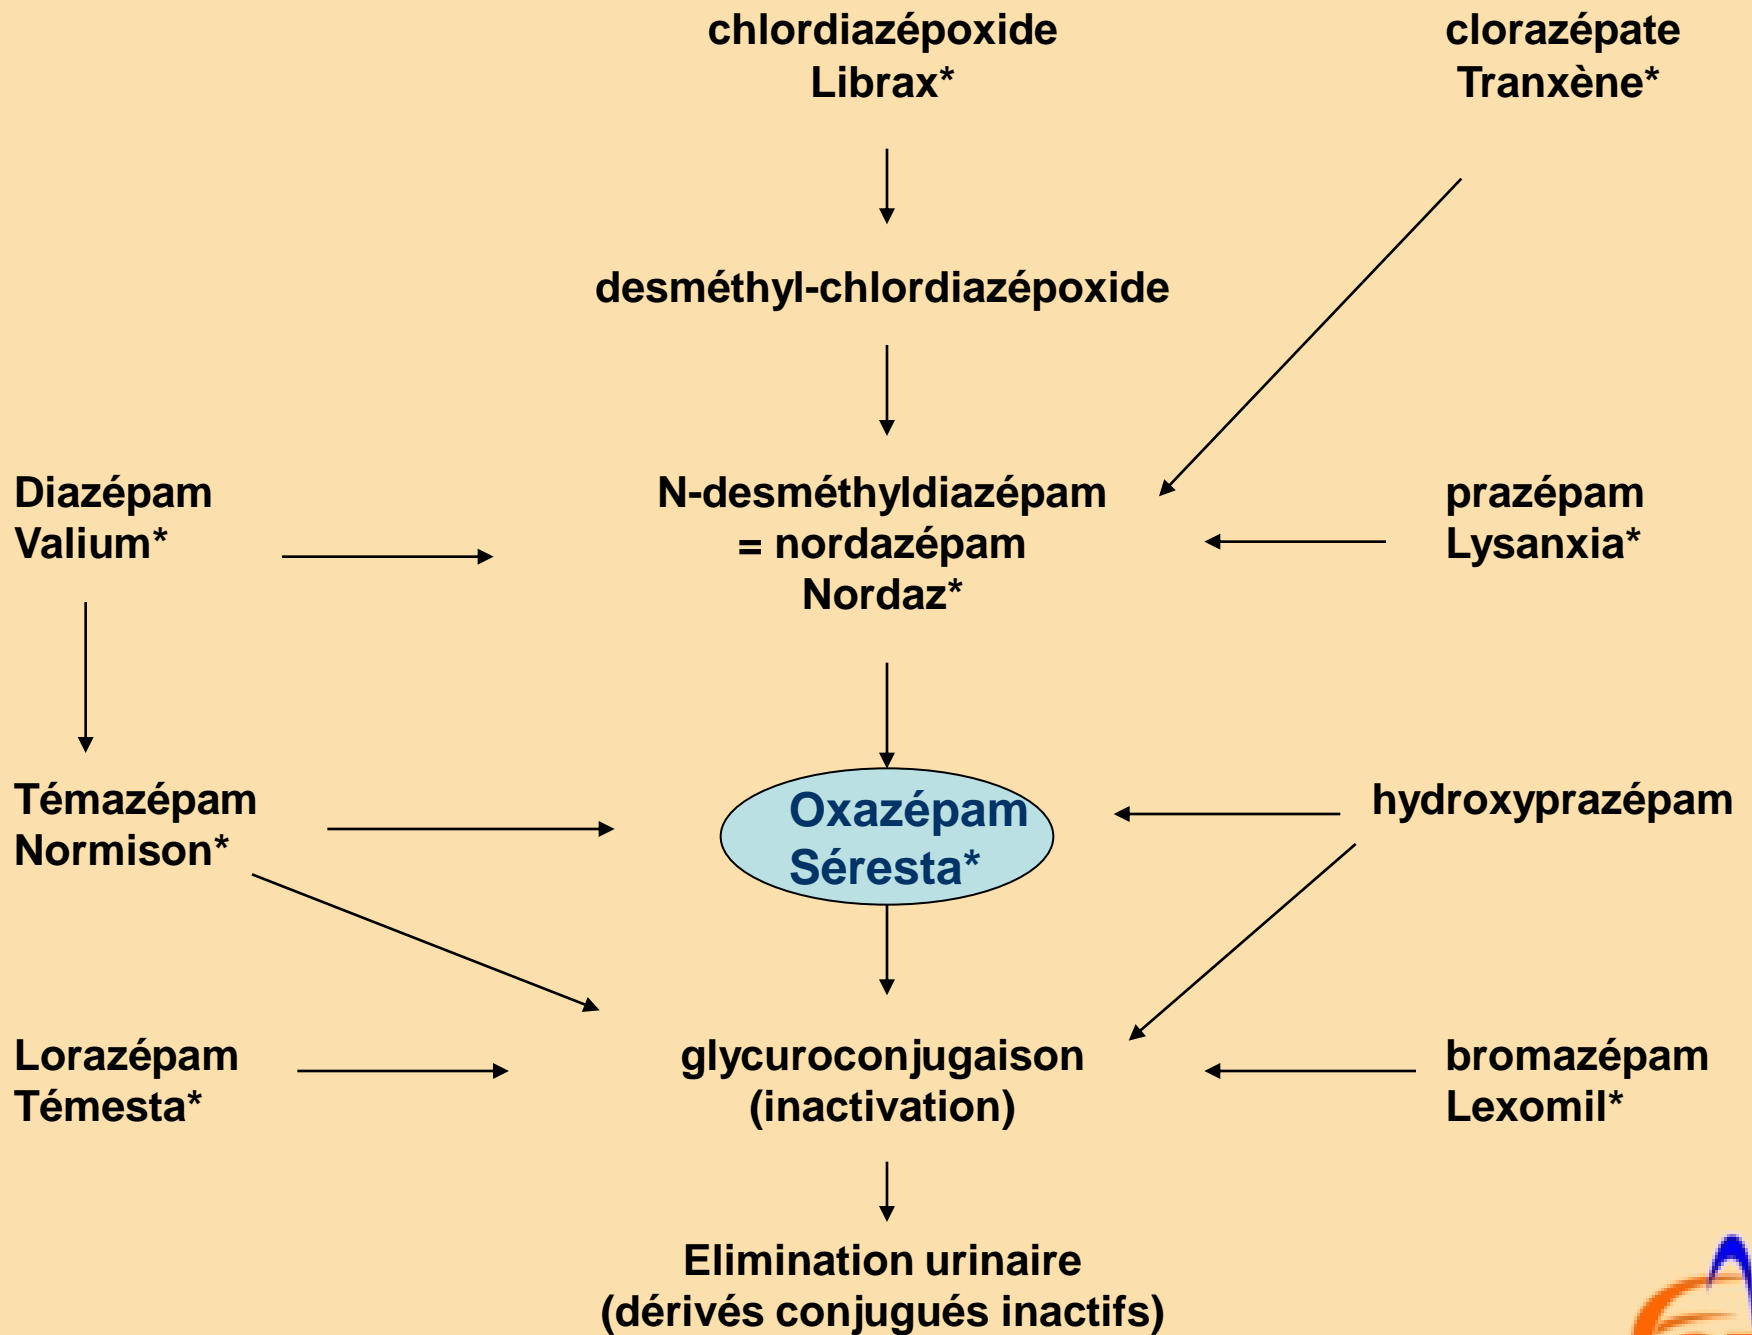 chlordiazépoxide
Librax*
clorazépate
Tranxène*
desméthyl-chlordiazépoxide
Diazépam
Valium*
N-desméthyldiazépam
= nordazépam
Nordaz*
prazépam
Lysanxia*
Témazépam
Normison*
Oxazépam
Séresta*
hydroxyprazépam
Lorazépam
Témesta*
glycuroconjugaison
(inactivation)
bromazépam
Lexomil*
Elimination urinaire
(dérivés conjugués inactifs)